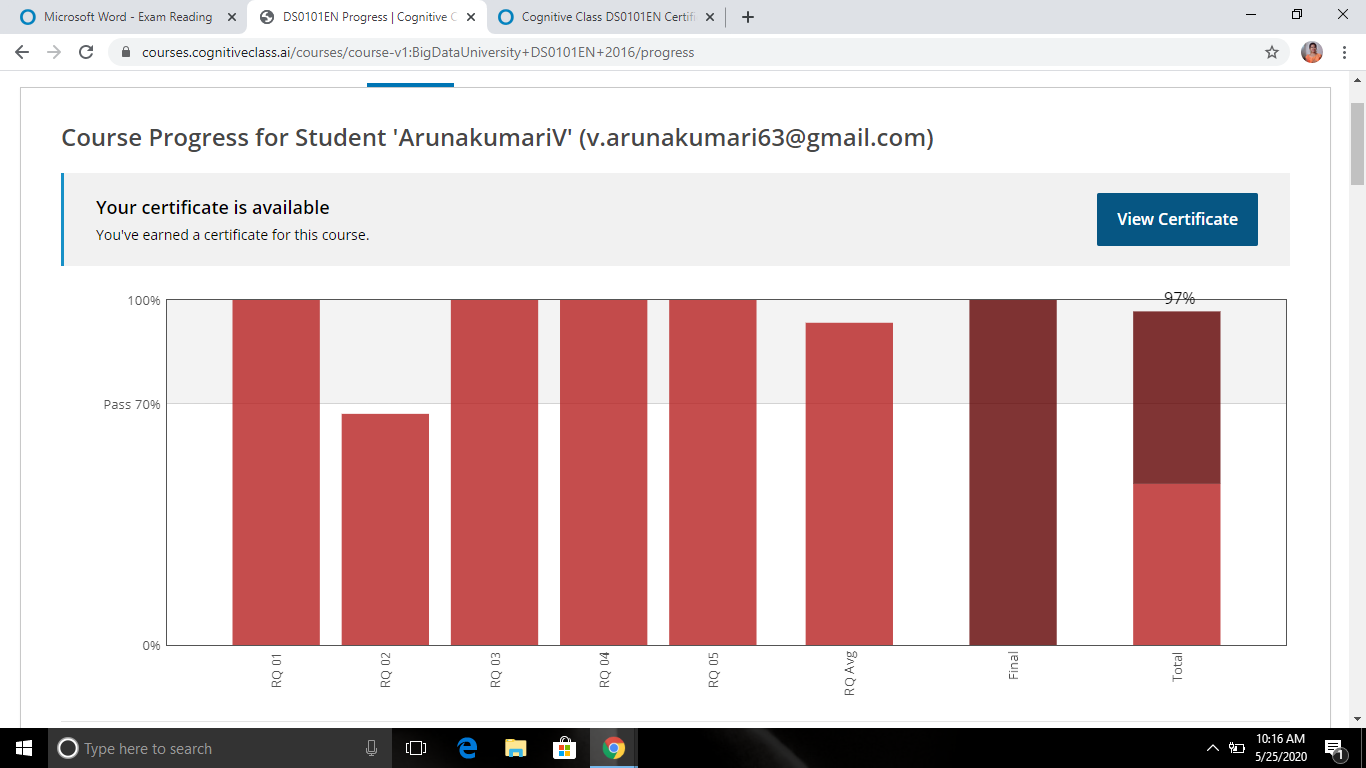 Microsoft Word - Exam Reading
DS0101EN Progress | Cognitive C
Cognitive Class DS0101EN Certifi
courses.cognitiveclass.ai/courses/course-v1:BigDataUniversity+DS0101EN+2016/progress
Course Progress for Student 'ArunakumariV' (v.arunakumari63@gmail.com)
Your certificate is available
You've earned a certificate for this course.
View Certificate
100%
97%
Pass 70%
0%
RQ 01
RQ 02
RQ 03
RQ 04
RQ 05
RQ Avg
Final
Total
Type here to search
10:16 AM
5/25/2020
1